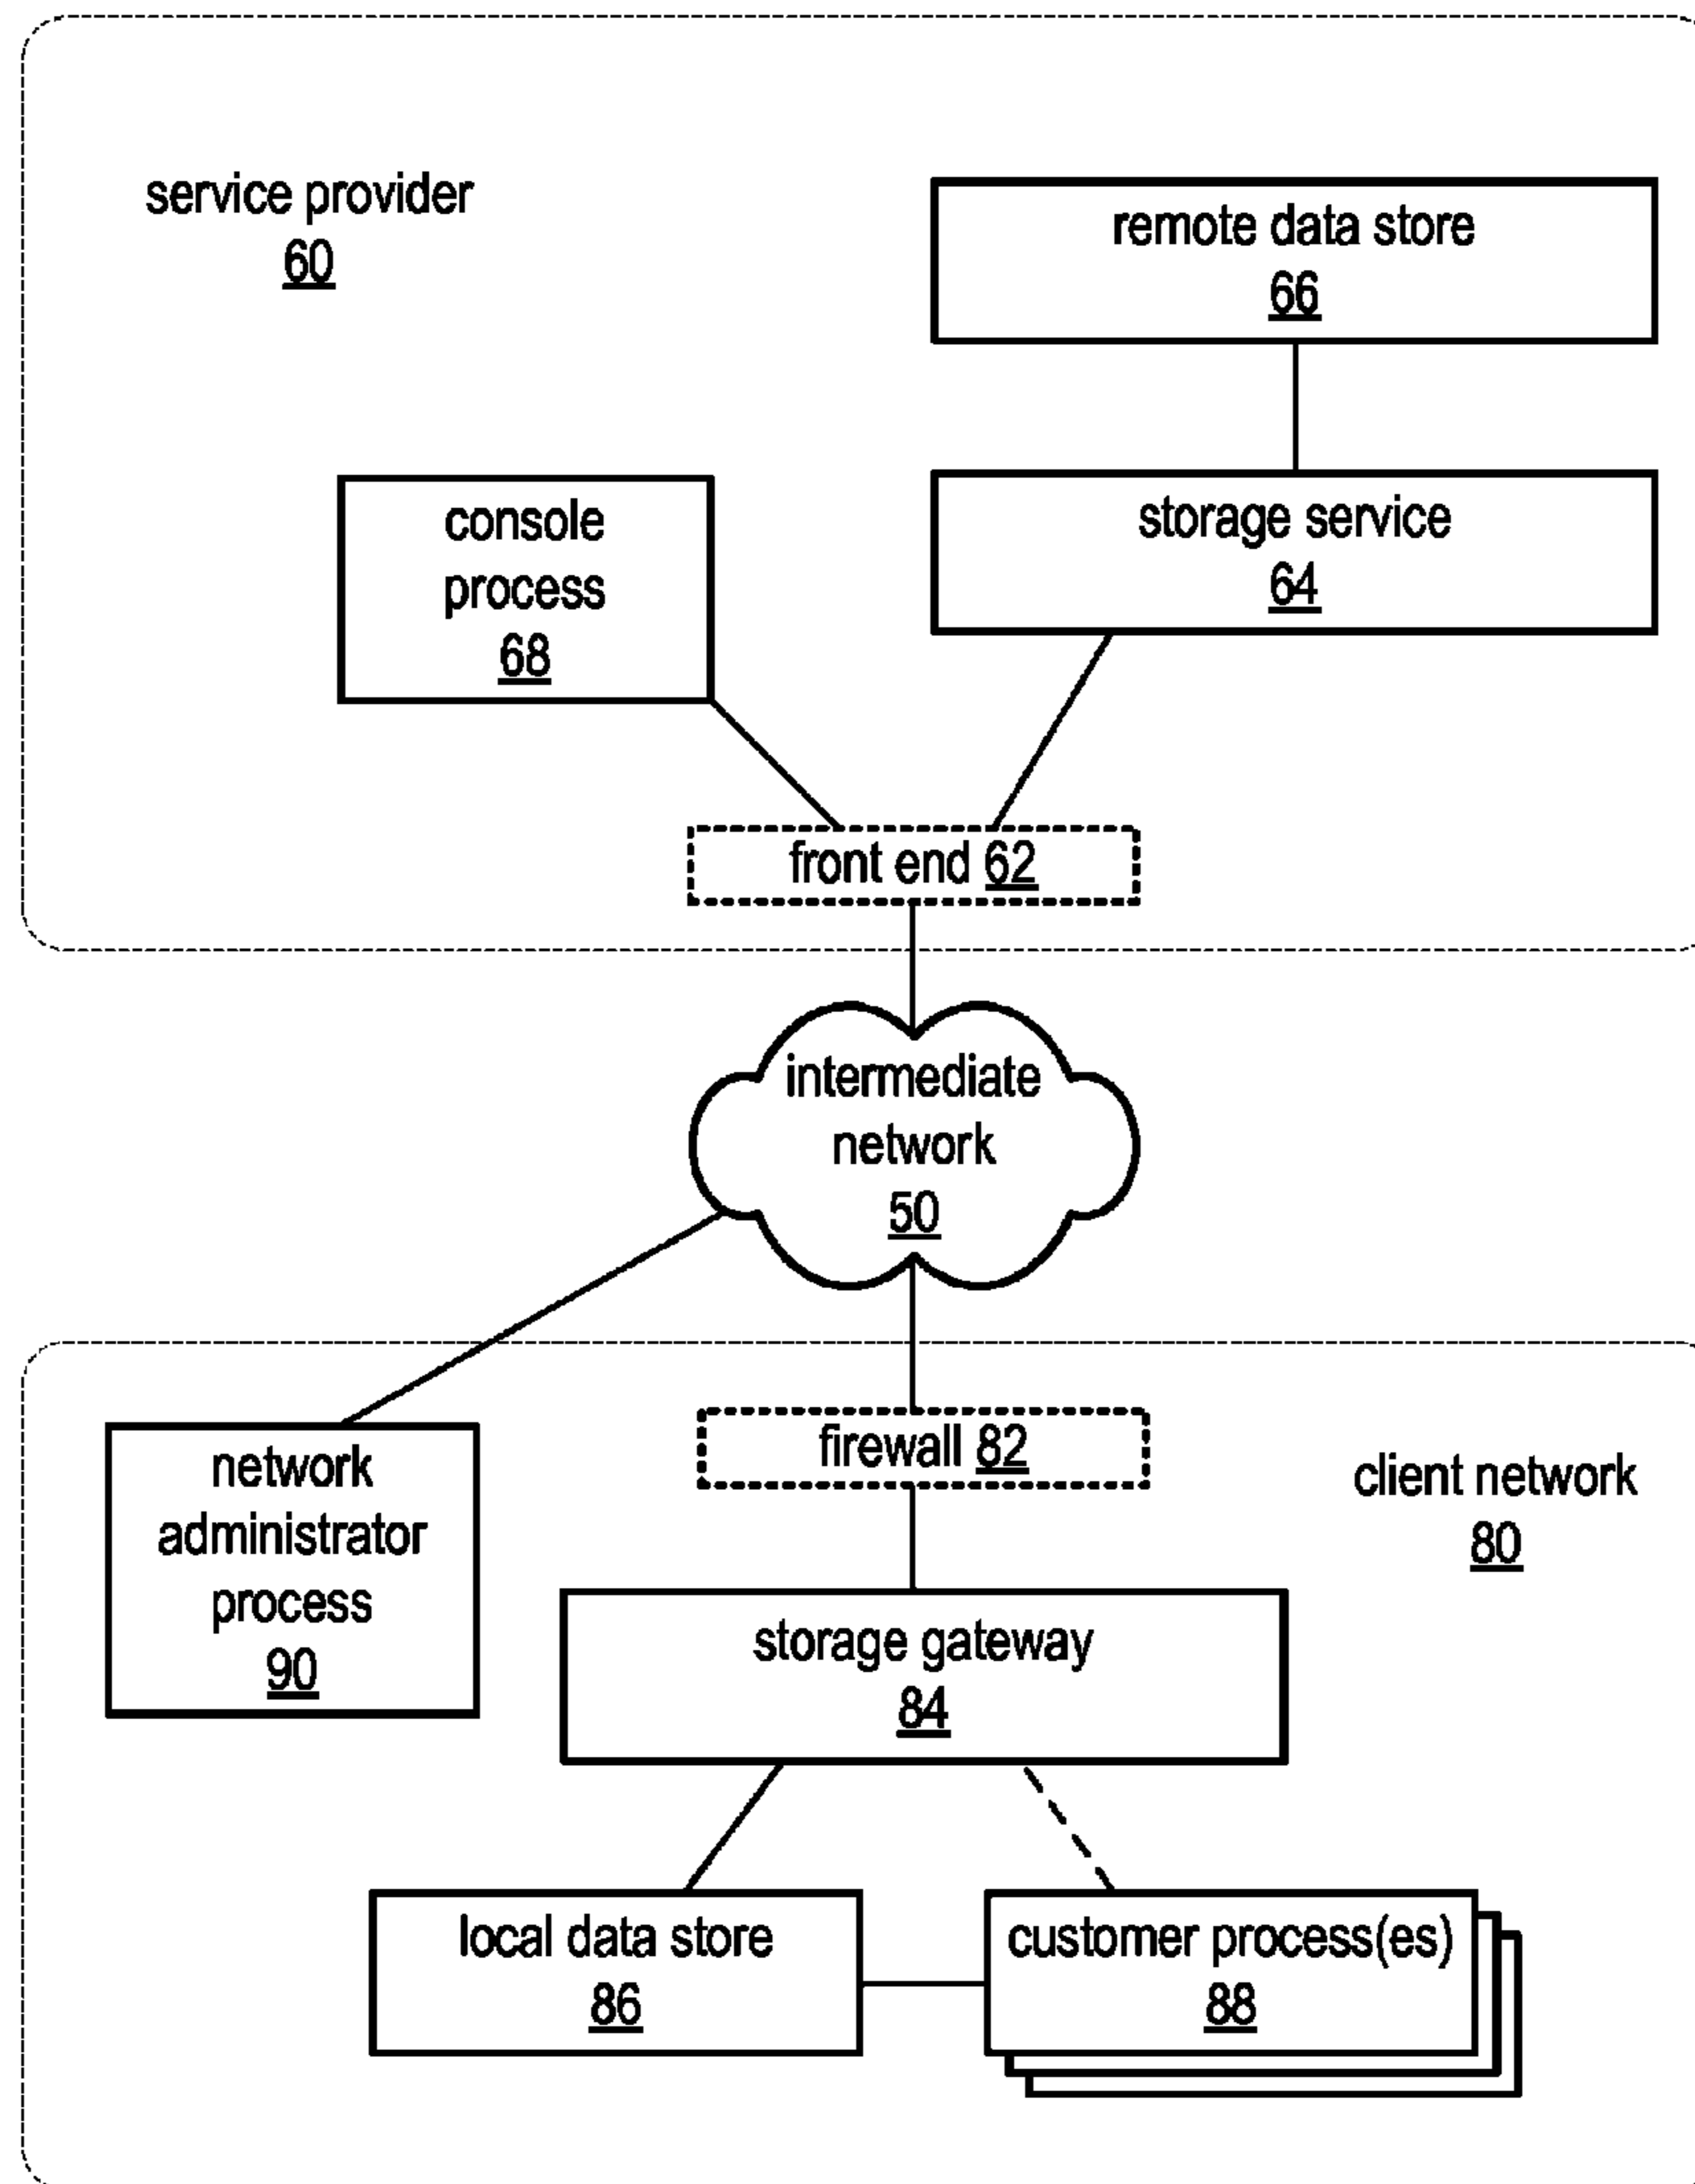 service provider
60
remote data store
66
console
process
68
storage service
64
front end 62
intermediate
network
50
network
administrator
process
90
firewall 82
client network
80
storage gateway
84
local data store
86
customer process(es)
88